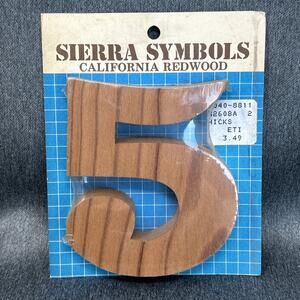 SIERRA SYMBOLS
CALIFORNIA REDWOOD
040-8811
2608A 2
HICKS
ETI
3.49
5